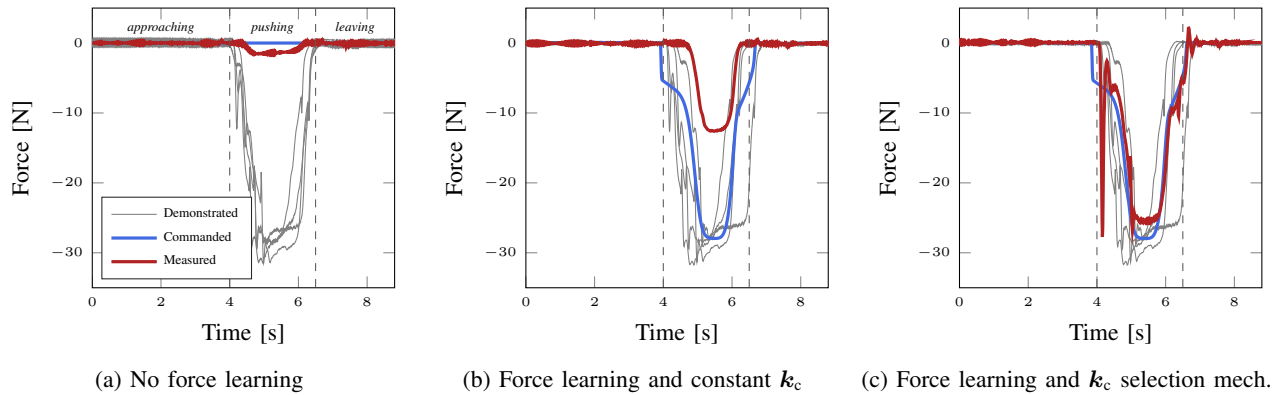 approaching pushing leaving
0
−10
−20
−30
Force [N]
Demonstrated
Commanded
Measured
0 2 4 6 8
Time [s]
(a) No force learning
0
−10
−20
−30
Force [N]
0 2 4 6 8
Time [s]
(b) Force learning and constant k_c
0
−10
−20
−30
Force [N]
0 2 4 6 8
Time [s]
(c) Force learning and k_c selection mech.